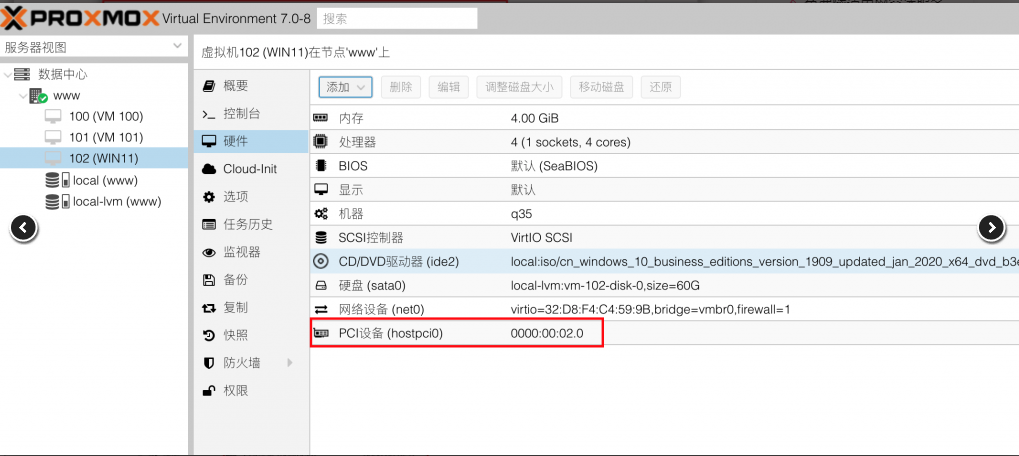 PROXMOX Virtual Environment 7.0-8 搜索
服务器视图
数据中心
www
100 (VM 100)
101 (VM 101)
102 (WIN11)
local (www)
local-lvm (www)
虚拟机102 (WIN11)在节点'www'上
概要
控制台
硬件
Cloud-Init
选项
任务历史
监视器
备份
复制
快照
防火墙
权限
添加 删除 编辑 调整磁盘大小 移动磁盘 还原
内存 4.00 GiB
处理器 4 (1 sockets, 4 cores)
BIOS 默认 (SeaBIOS)
显示 默认
机器 q35
SCSI控制器 VirtIO SCSI
CD/DVD驱动器 (ide2) local:iso/cn_windows_10_business_editions_version_1909_updated_jan_2020_x64_dvd_b3e
硬盘 (sata0) local-lvm:vm-102-disk-0,size=60G
网络设备 (net0) virtio=32:D8:F4:C4:59:9B,bridge=vmbr0,firewall=1
PCI设备 (hostpci0) 0000:00:02.0